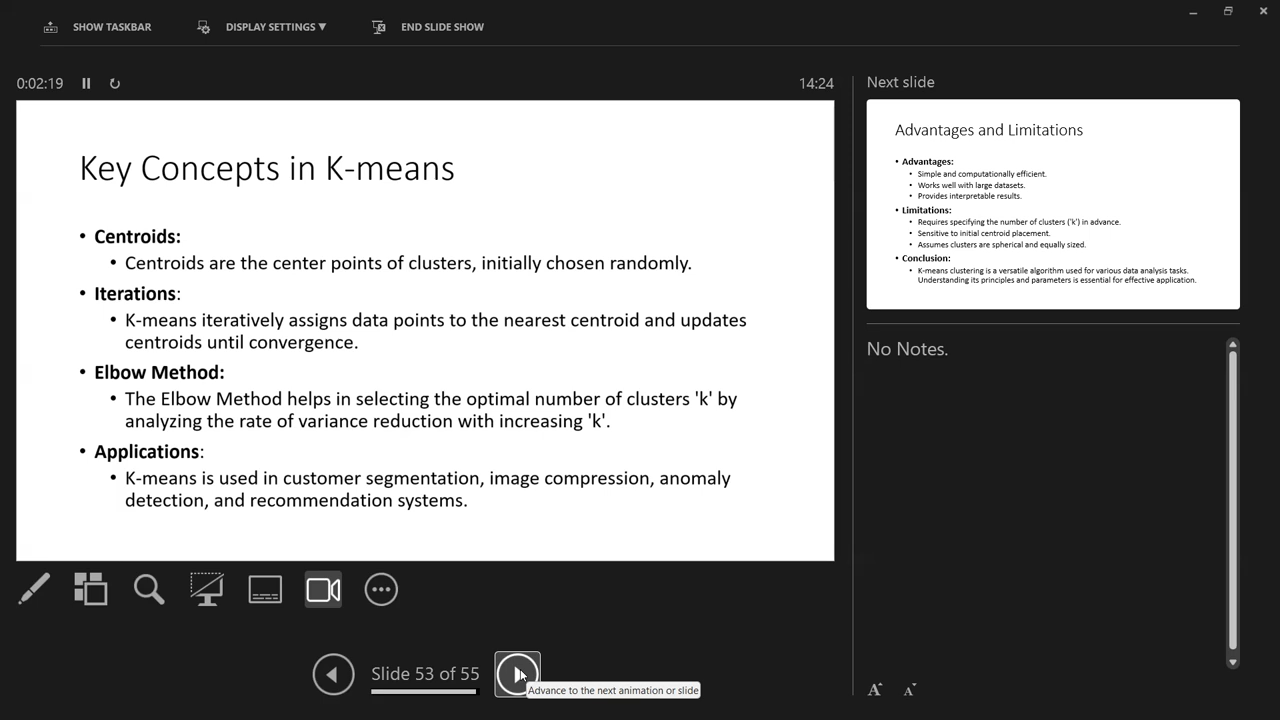 SHOW TASKBAR
DISPLAY SETTINGS ▼
END SLIDE SHOW
0:02:19
14:24
Key Concepts in K-means
• Centroids:
• Centroids are the center points of clusters, initially chosen randomly.
• Iterations:
• K-means iteratively assigns data points to the nearest centroid and updates
centroids until convergence.
• Elbow Method:
• The Elbow Method helps in selecting the optimal number of clusters 'k' by
analyzing the rate of variance reduction with increasing 'k'.
• Applications:
• K-means is used in customer segmentation, image compression, anomaly
detection, and recommendation systems.
Slide 53 of 55
Advance to the next animation or slide
Next slide
Advantages and Limitations
• Advantages:
• Simple and computationally efficient.
• Works well with large datasets.
• Provides interpretable results.
• Limitations:
• Requires specifying the number of clusters ('k') in advance.
• Sensitive to initial centroid placement.
• Assumes clusters are spherical and equally sized.
• Conclusion:
• K-means clustering is a versatile algorithm used for various data analysis tasks.
Understanding its principles and parameters is essential for effective application.
No Notes.
A A